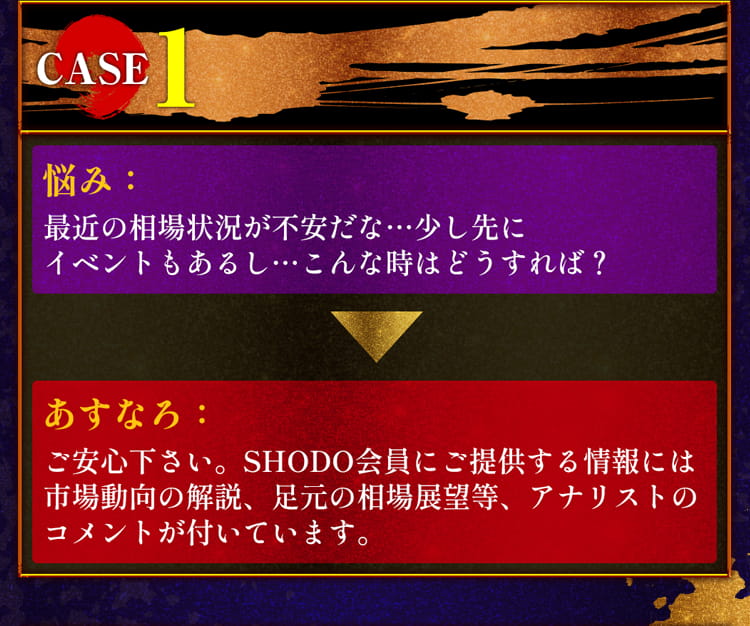 CASE 1
悩み：
最近の相場状況が不安だな…少し先に
イベントもあるし…こんな時はどうすれば？
あすなろ：
ご安心下さい。SHODO会員にご提供する情報には
市場動向の解説、足元の相場展望等、アナリストの
コメントが付いています。